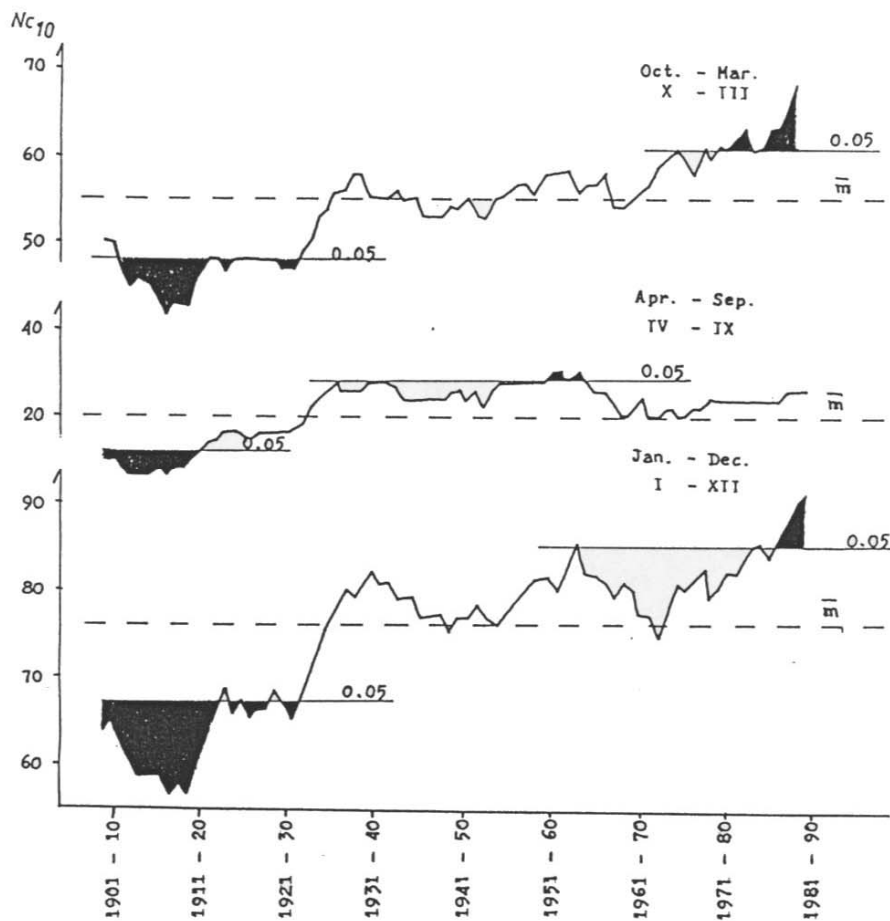 Nc10
70
60
50
Oct. - Mar.
X - III
0.05
m̅
0.05
40
20
Apr. - Sep.
IV - IX
0.05
m̅
0.05
90
80
70
60
Jan. - Dec.
I - XII
0.05
m̅
0.05
1901 - 10
1911 - 20
1921 - 30
1931 - 40
1941 - 50
1951 - 60
1961 - 70
1971 - 80
1981 - 90